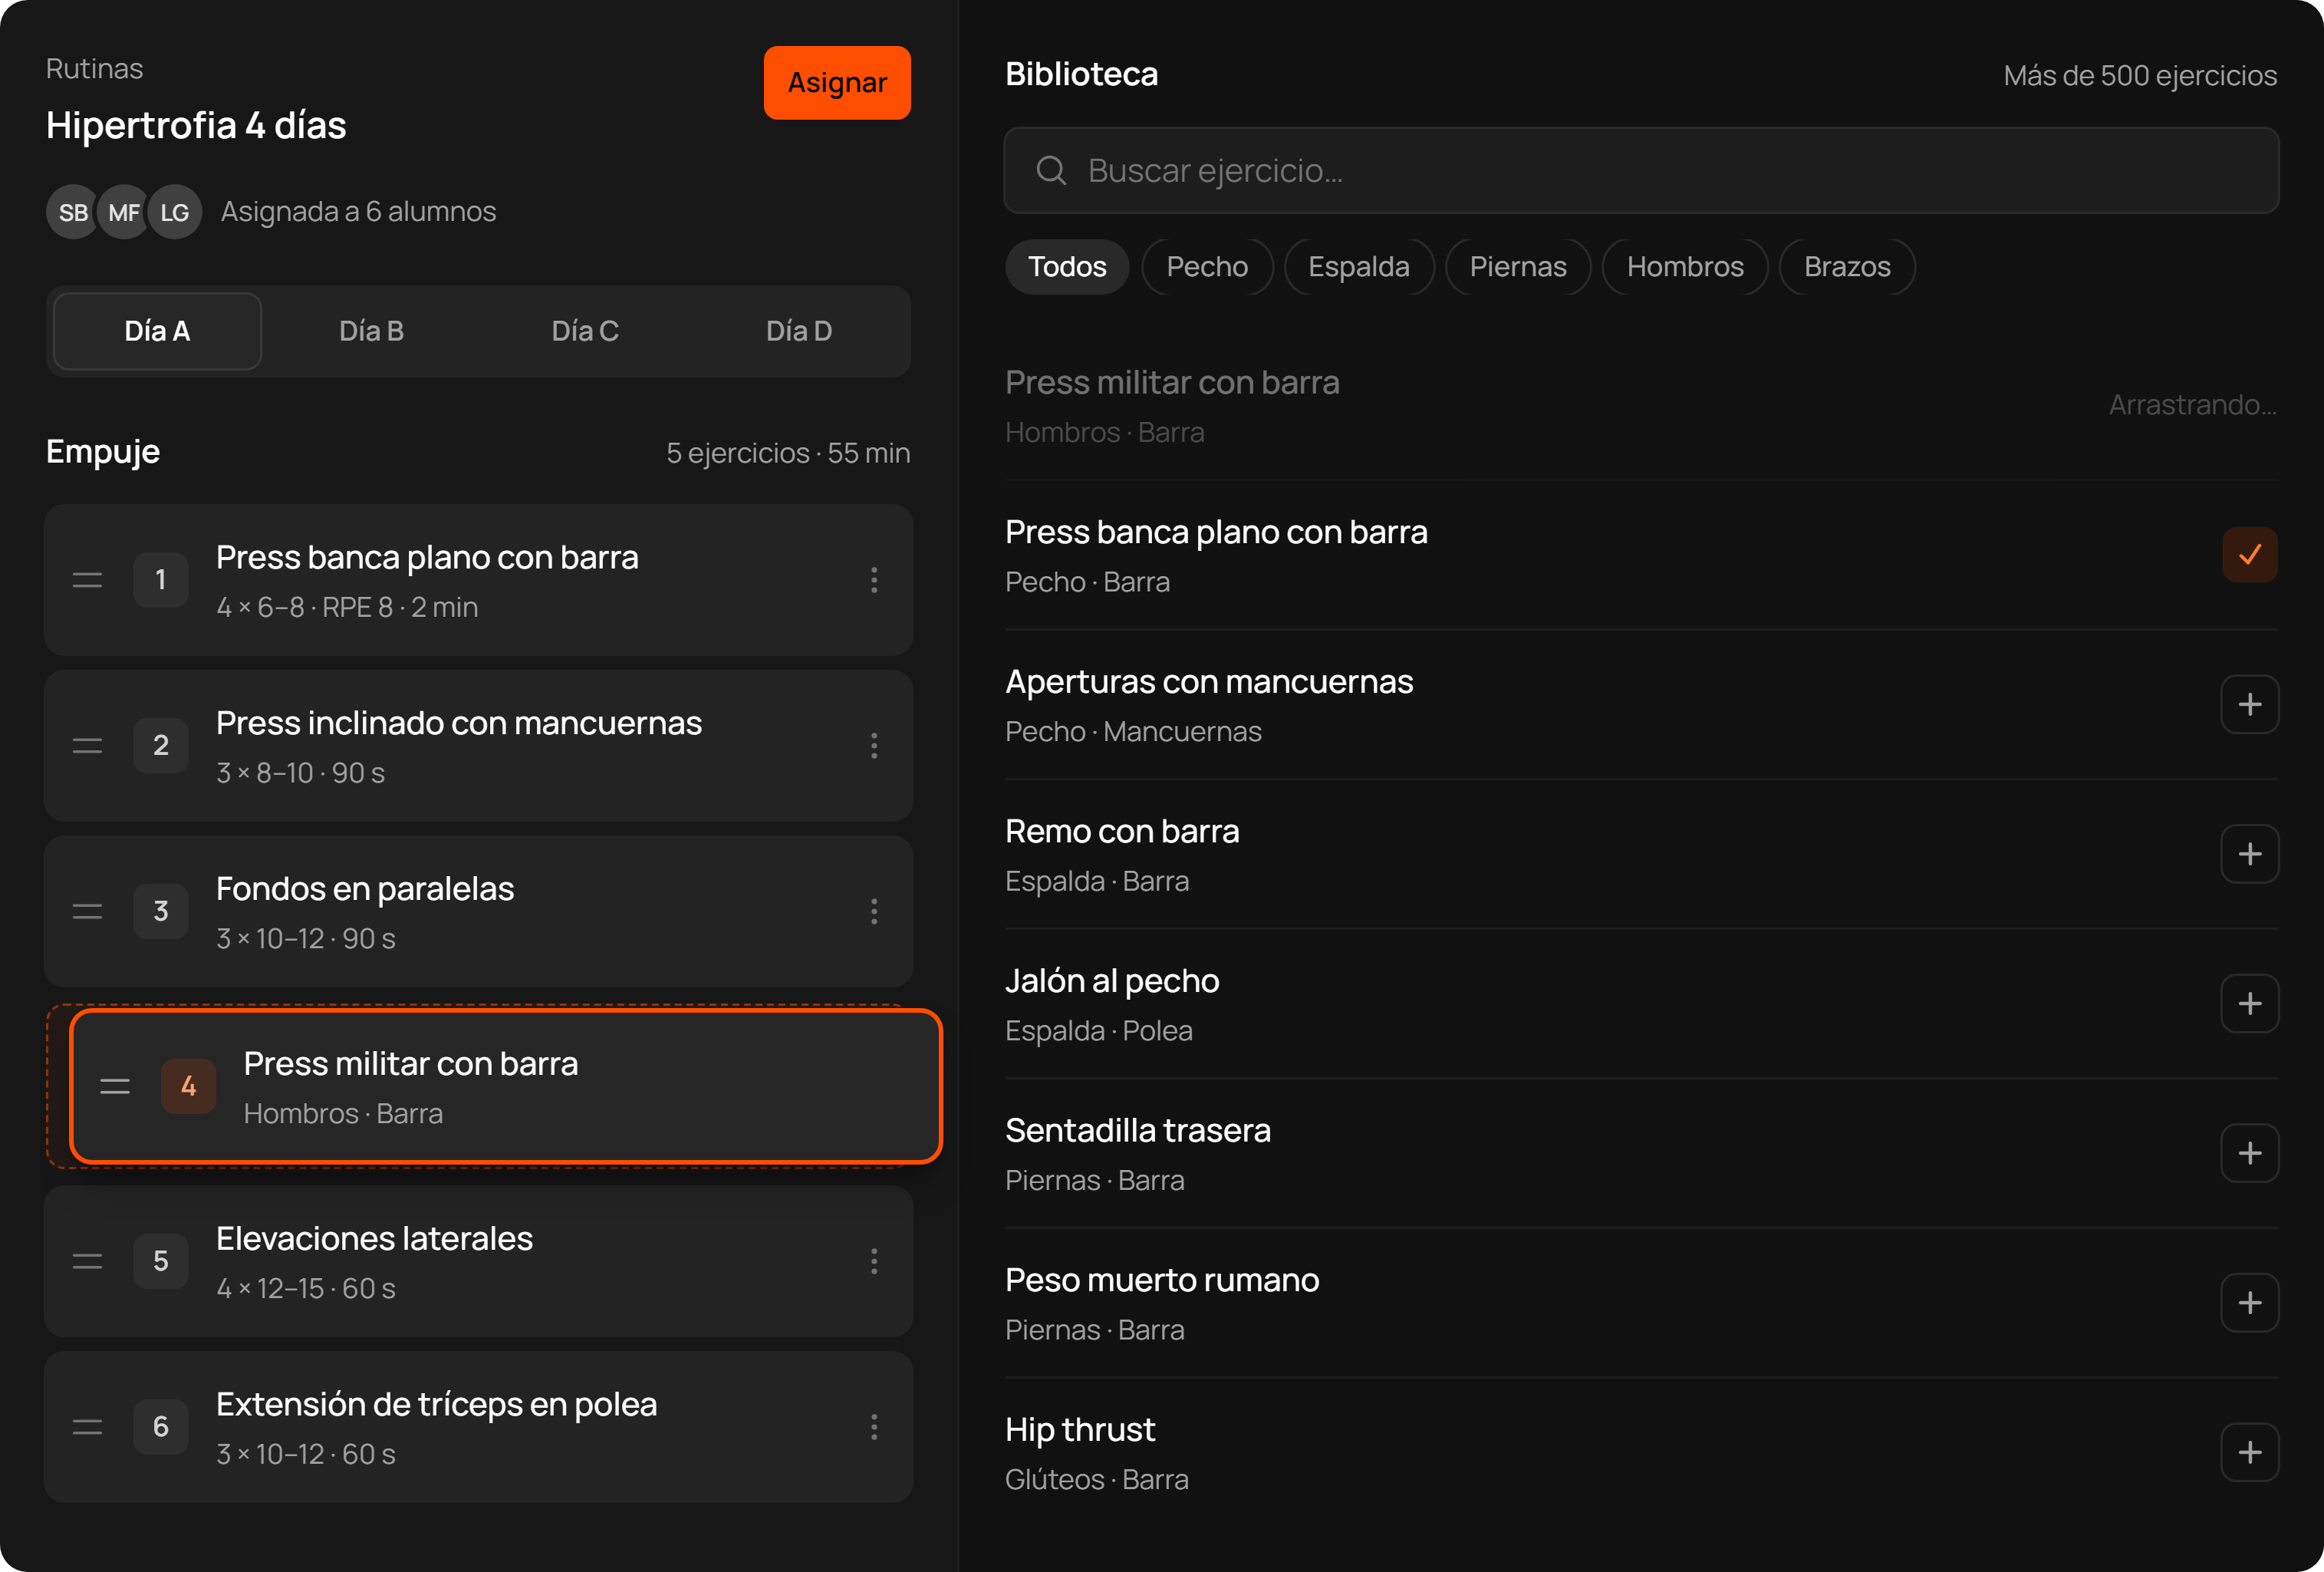 Rutinas
Hipertrofia 4 días
Asignar
SB MF LG Asignada a 6 alumnos
Día A Día B Día C Día D
Empuje 5 ejercicios · 55 min
1 Press banca plano con barra
4 × 6–8 · RPE 8 · 2 min
2 Press inclinado con mancuernas
3 × 8–10 · 90 s
3 Fondos en paralelas
3 × 10–12 · 90 s
4 Press militar con barra
Hombros · Barra
5 Elevaciones laterales
4 × 12–15 · 60 s
6 Extensión de tríceps en polea
3 × 10–12 · 60 s
Biblioteca Más de 500 ejercicios
Buscar ejercicio...
Todos Pecho Espalda Piernas Hombros Brazos
Press militar con barra
Hombros · Barra
Arrastrando...
Press banca plano con barra
Pecho · Barra
Aperturas con mancuernas
Pecho · Mancuernas
Remo con barra
Espalda · Barra
Jalón al pecho
Espalda · Polea
Sentadilla trasera
Piernas · Barra
Peso muerto rumano
Piernas · Barra
Hip thrust
Glúteos · Barra